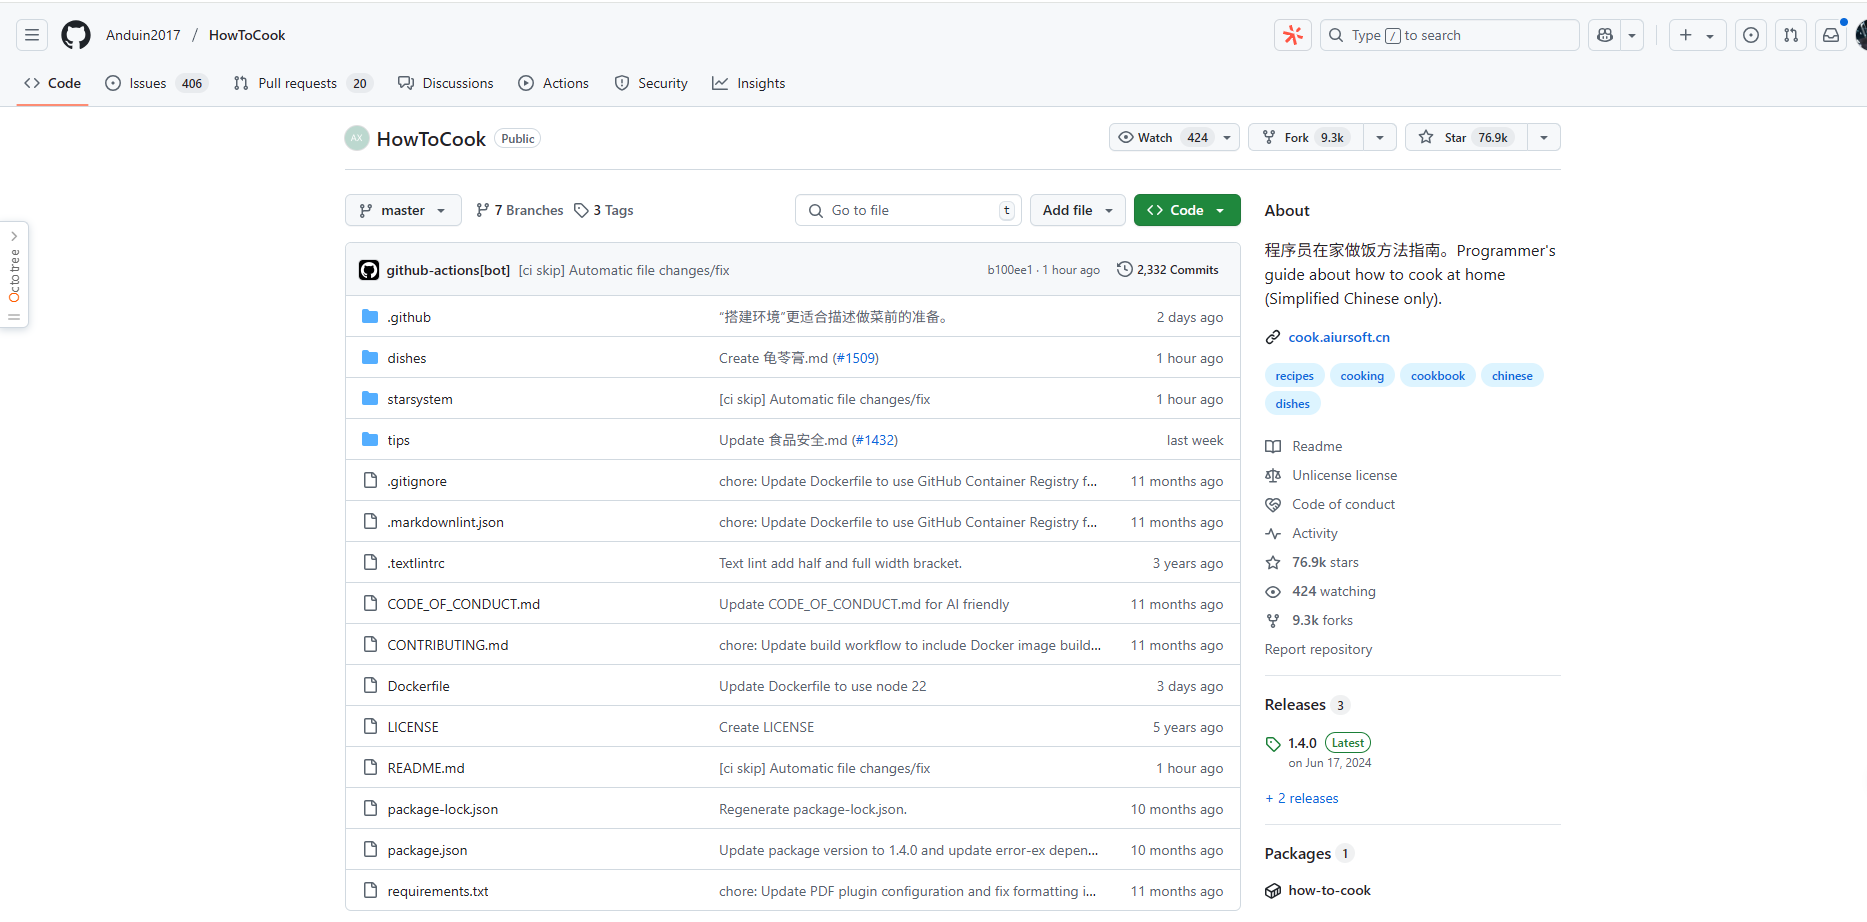 Anduin2017 / HowToCook
Type / to search
Code
Issues 406
Pull requests 20
Discussions
Actions
Security
Insights
AX HowToCook Public
Watch 424
Fork 9.3k
Star 76.9k
master
7 Branches
3 Tags
Go to file t
Add file
Code
github-actions[bot] [ci skip] Automatic file changes/fix b100ee1 · 1 hour ago 2,332 Commits
.github “搭建环境”更适合描述做菜前的准备。 2 days ago
dishes Create 龟苓膏.md (#1509) 1 hour ago
starsystem [ci skip] Automatic file changes/fix 1 hour ago
tips Update 食品安全.md (#1432) last week
.gitignore chore: Update Dockerfile to use GitHub Container Registry f... 11 months ago
.markdownlint.json chore: Update Dockerfile to use GitHub Container Registry f... 11 months ago
.textlintrc Text lint add half and full width bracket. 3 years ago
CODE_OF_CONDUCT.md Update CODE_OF_CONDUCT.md for AI friendly 11 months ago
CONTRIBUTING.md chore: Update build workflow to include Docker image build... 11 months ago
Dockerfile Update Dockerfile to use node 22 3 days ago
LICENSE Create LICENSE 5 years ago
README.md [ci skip] Automatic file changes/fix 1 hour ago
package-lock.json Regenerate package-lock.json. 10 months ago
package.json Update package version to 1.4.0 and update error-ex depen... 10 months ago
requirements.txt chore: Update PDF plugin configuration and fix formatting i... 11 months ago
About
程序员在家做饭方法指南。Programmer's
guide about how to cook at home
(Simplified Chinese only).
cook.aiursoft.cn
recipes cooking cookbook chinese
dishes
Readme
Unlicense license
Code of conduct
Activity
76.9k stars
424 watching
9.3k forks
Report repository
Releases 3
1.4.0 Latest
on Jun 17, 2024
+ 2 releases
Packages 1
how-to-cook
Octotree